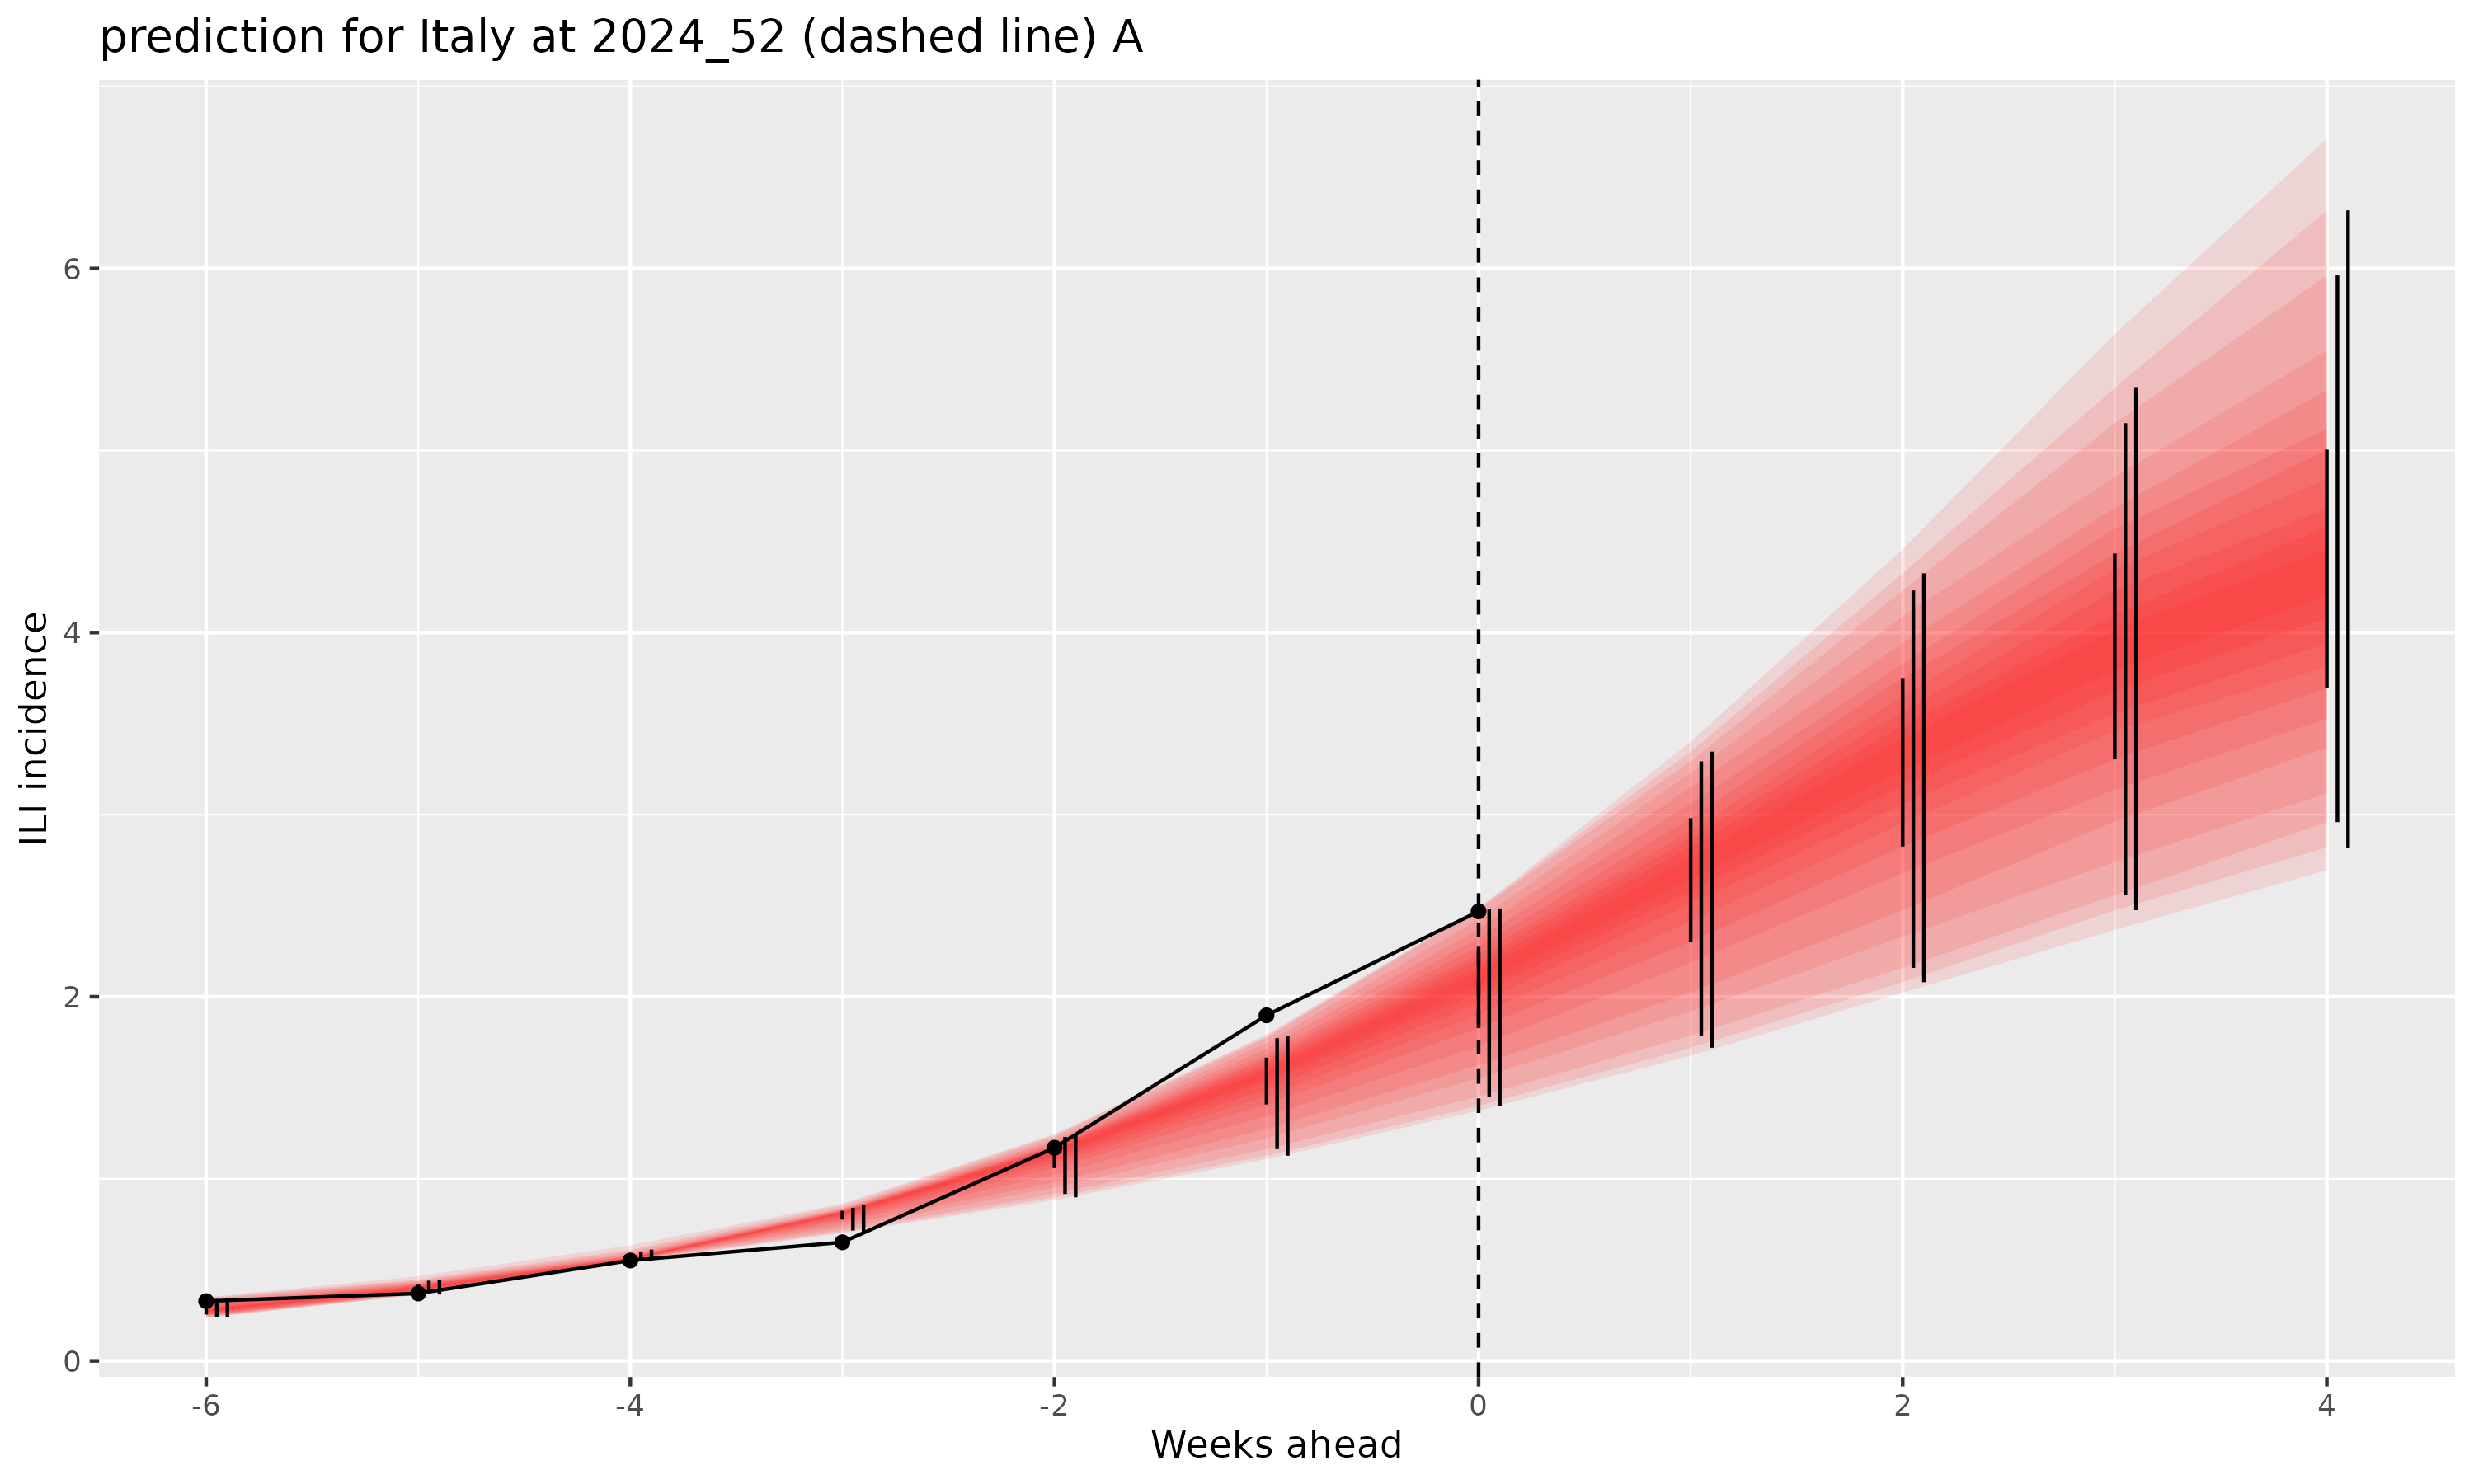 prediction for Italy at 2024_52 (dashed line) A
ILI incidence
6
4
2
0
-6 -4 -2 0 2 4
Weeks ahead